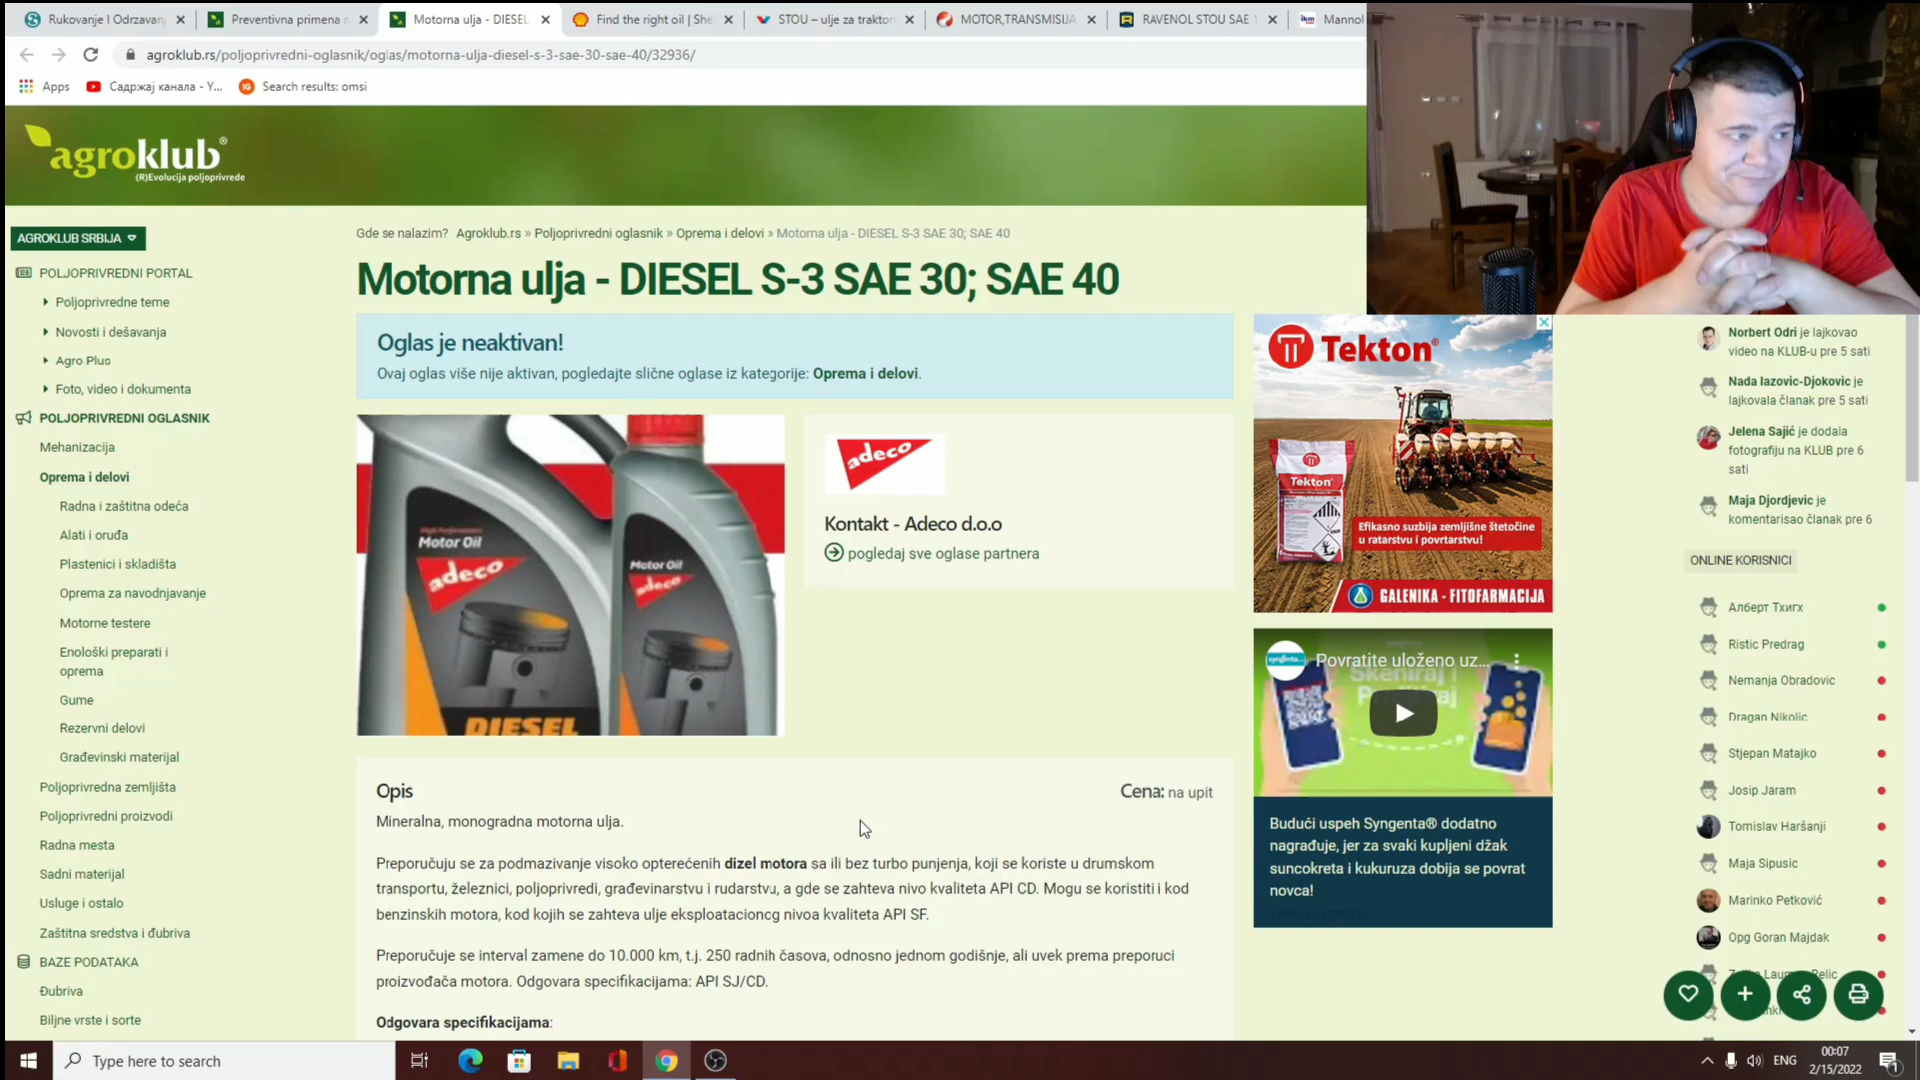 Rukovanje I Odrzavanj
Preventivna primena n
Motorna ulja - DIESEL
Find the right oil | She
STOU – ulje za trakto
MOTOR,TRANSMISIJA
RAVENOL STOU SAE 1
Mannol
agroklub.rs/poljoprivredni-oglasnik/oglas/motorna-ulja-diesel-s-3-sae-30-sae-40/32936/
Apps
Садржај канала - Y...
Search results: omsi
agroklub®
(R)Evolucija poljoprivrede
AGROKLUB SRBIJA
POLJOPRIVREDNI PORTAL
Poljoprivredne teme
Novosti i dešavanja
Agro Plus
Foto, video i dokumenta
POLJOPRIVREDNI OGLASNIK
Mehanizacija
Oprema i delovi
Radna i zaštitna odeća
Alati i oruđa
Plastenici i skladišta
Oprema za navodnjavanje
Motorne testere
Enološki preparati i
oprema
Gume
Rezervni delovi
Građevinski materijal
Poljoprivredna zemljišta
Poljoprivredni proizvodi
Radna mesta
Sadni materijal
Usluge i ostalo
Zaštitna sredstva i đubriva
BAZE PODATAKA
Đubriva
Biljne vrste i sorte
Gde se nalazim? Agroklub.rs » Poljoprivredni oglasnik » Oprema i delovi » Motorna ulja - DIESEL S-3 SAE 30; SAE 40
Motorna ulja - DIESEL S-3 SAE 30; SAE 40
Oglas je neaktivan!
Ovaj oglas više nije aktivan, pogledajte slične oglase iz kategorije: Oprema i delovi.
High Performance
Motor Oil
adeco
DIESEL
Motor Oil
adeco
adeco
Kontakt - Adeco d.o.o
pogledaj sve oglase partnera
Opis
Cena: na upit
Mineralna, monogradna motorna ulja.
Preporučuju se za podmazivanje visoko opterećenih dizel motora sa ili bez turbo punjenja, koji se koriste u drumskom
transportu, železnici, poljoprivredi, građevinarstvu i rudarstvu, a gde se zahteva nivo kvaliteta API CD. Mogu se koristiti i kod
benzinskih motora, kod kojih se zahteva ulje eksploatacioncg nivoa kvaliteta API SF.
Preporučuje se interval zamene do 10.000 km, t.j. 250 radnih časova, odnosno jednom godišnje, ali uvek prema preporuci
proizvođača motora. Odgovara specifikacijama: API SJ/CD.
Odgovara specifikacijama:
Tekton®
Tekton
Efikasno suzbija zemljišne štetočine
u ratarstvu i povrtarstvu!
GALENIKA - FITOFARMACIJA
syngenta
Povratite uloženo uz...
Skeniraj i
Budući uspeh Syngenta® dodatno
nagrađuje, jer za svaki kupljeni džak
suncokreta i kukuruza dobija se povrat
novca!
Norbert Odri je lajkovao
video na KLUB-u pre 5 sati
Nada lazovic-Djokovic je
lajkovala članak pre 5 sati
Jelena Sajić je dodala
fotografiju na KLUB pre 6
sati
Maja Djordjevic je
komentarisao članak pre 6
ONLINE KORISNICI
Алберт Тхигх
Ristic Predrag
Nemanja Obradovic
Dragan Nikolic
Stjepan Matajko
Josip Jaram
Tomislav Haršanji
Maja Sipusic
Marinko Petković
Opg Goran Majdak
Type here to search
ENG
00:07
2/15/2022
1